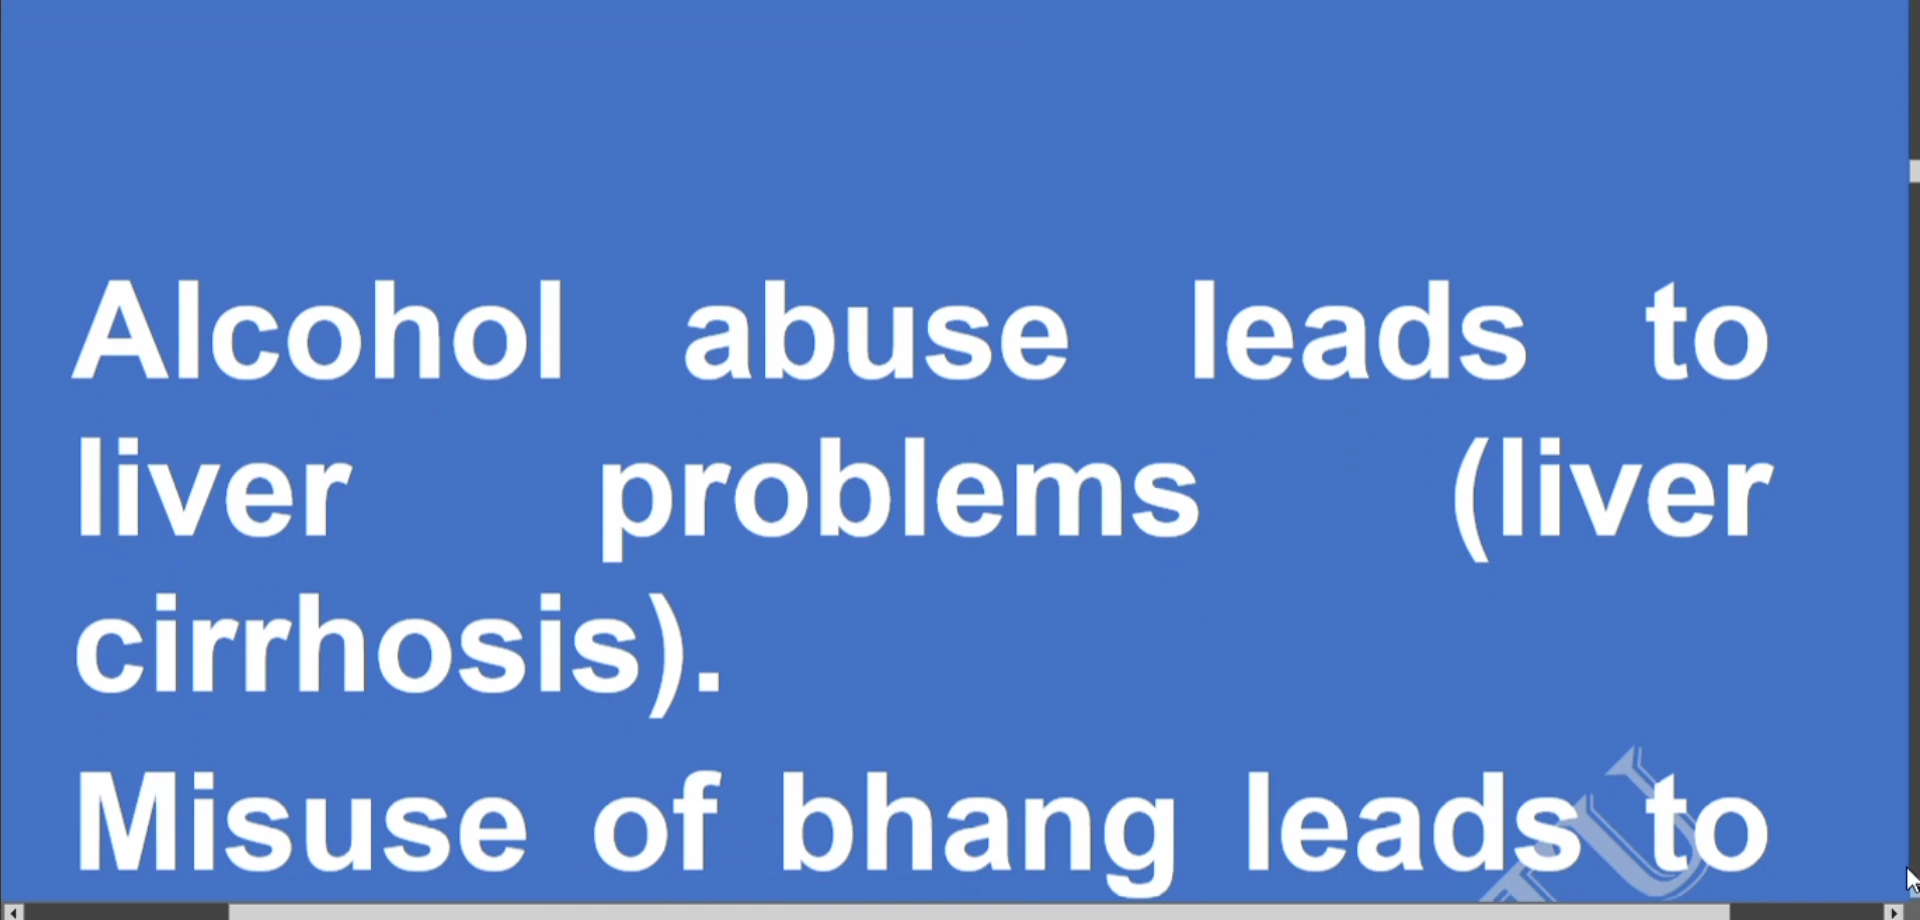 Alcohol abuse leads to
liver problems (liver
cirrhosis).
Misuse of bhang leads to